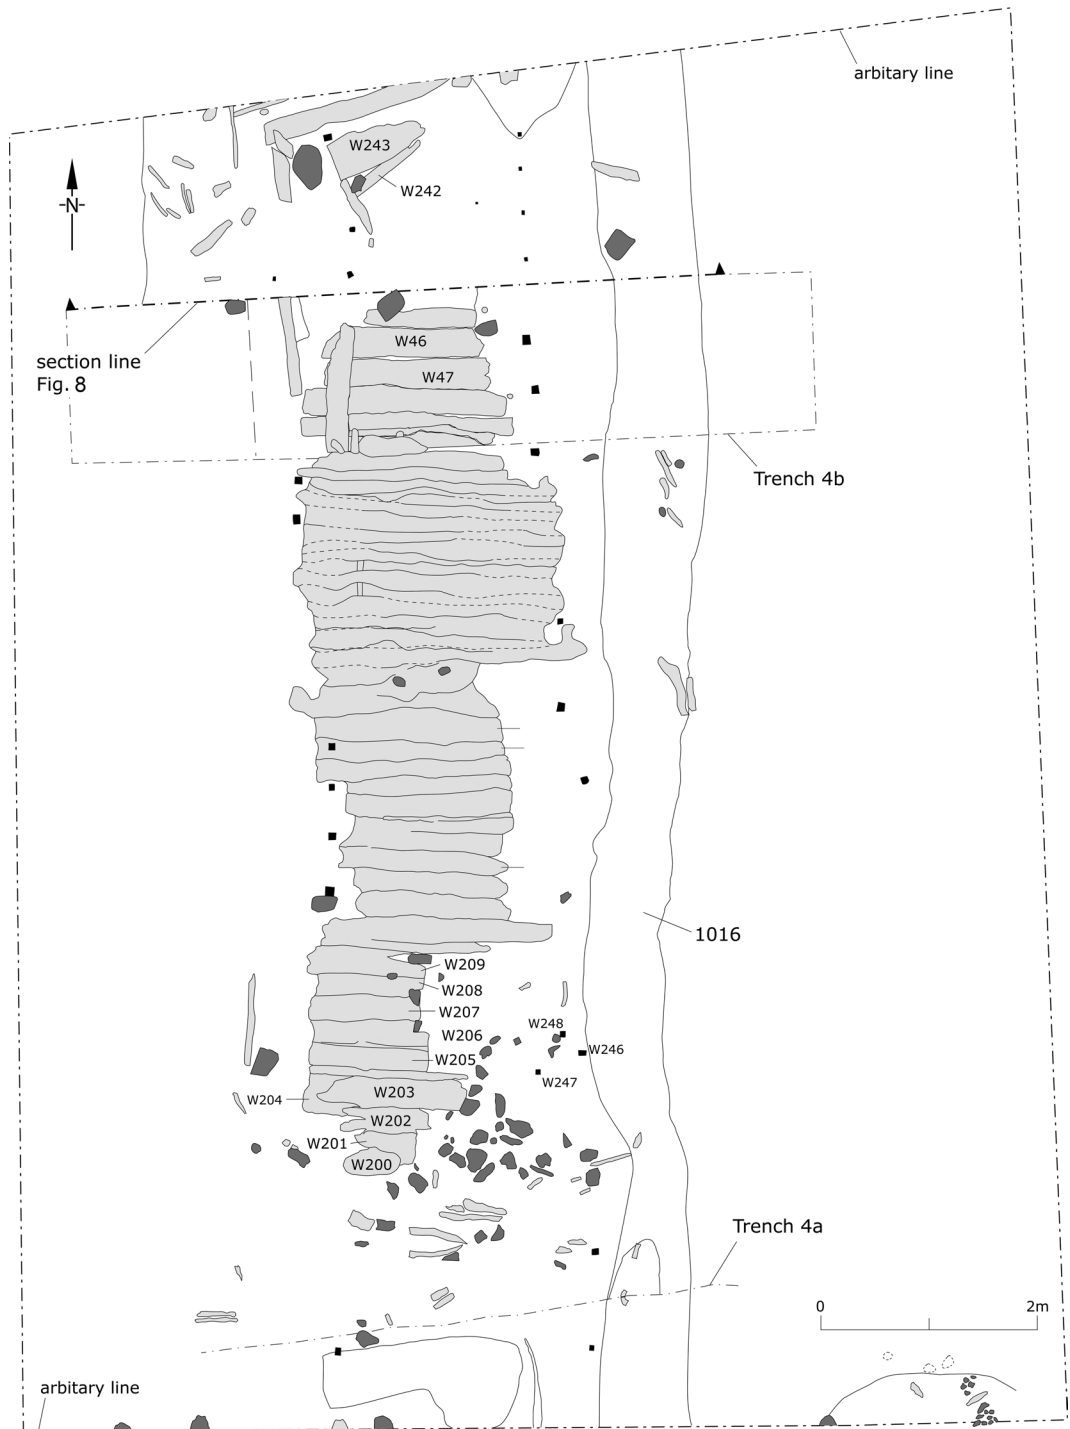 arbitary line
W243
W242
-N-
section line
Fig. 8
W46
W47
Trench 4b
1016
W209
W208
W207
W206
W205
W248
W246
W247
W204
W203
W202
W201
W200
Trench 4a
0
2m
arbitary line